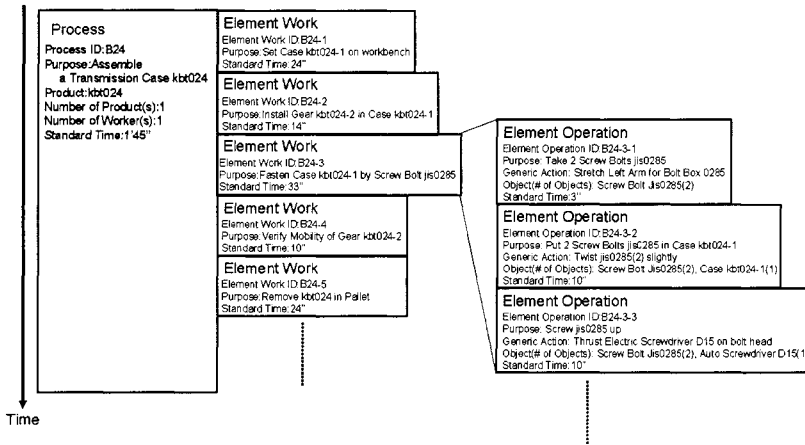 Process
Process ID:B24
Purpose:Assemble
a Transmission Case kbt024
Product:kbt024
Number of Product(s):1
Number of Worker(s):1
Standard Time:1'45"
Element Work
Element Work ID:B24-1
Purpose:Set Case kbt024-1 on workbench
Standard Time:24"
Element Work
Element Work ID:B24-2
Purpose:Install Gear kbt024-2 in Case kbt024-1
Standard Time:14"
Element Work
Element Work ID:B24-3
Purpose:Fasten Case kbt024-1 by Screw Bolt jis0285
Standard Time:33"
Element Work
Element Work ID:B24-4
Purpose:Verify Mobility of Gear kbt024-2
Standard Time:10"
Element Work
Element Work ID:B24-5
Purpose:Remove kbt024 in Pallet
Standard Time:24"
Element Operation
Element Operation ID:B24-3-1
Purpose: Take 2 Screw Bolts jis0285
Generic Action: Stretch Left Arm for Bolt Box 0285
Object(# of Objects): Screw Bolt Jis0285(2)
Standard Time:3"
Element Operation
Element Operation ID:B24-3-2
Purpose: Put 2 Screw Bolts jis0285 in Case kbt024-1
Generic Action: Twist jis0285(2) slightly
Object(# of Objects): Screw Bolt Jis0285(2), Case kbt024-1(1)
Standard Time:10"
Element Operation
Element Operation ID:B24-3-3
Purpose: Screw jis0285 up
Generic Action: Thrust Electric Screwdriver D15 on bolt head
Object(# of Objects): Screw Bolt Jis0285(2), Auto Screwdriver D15(1
Standard Time:10"
Time